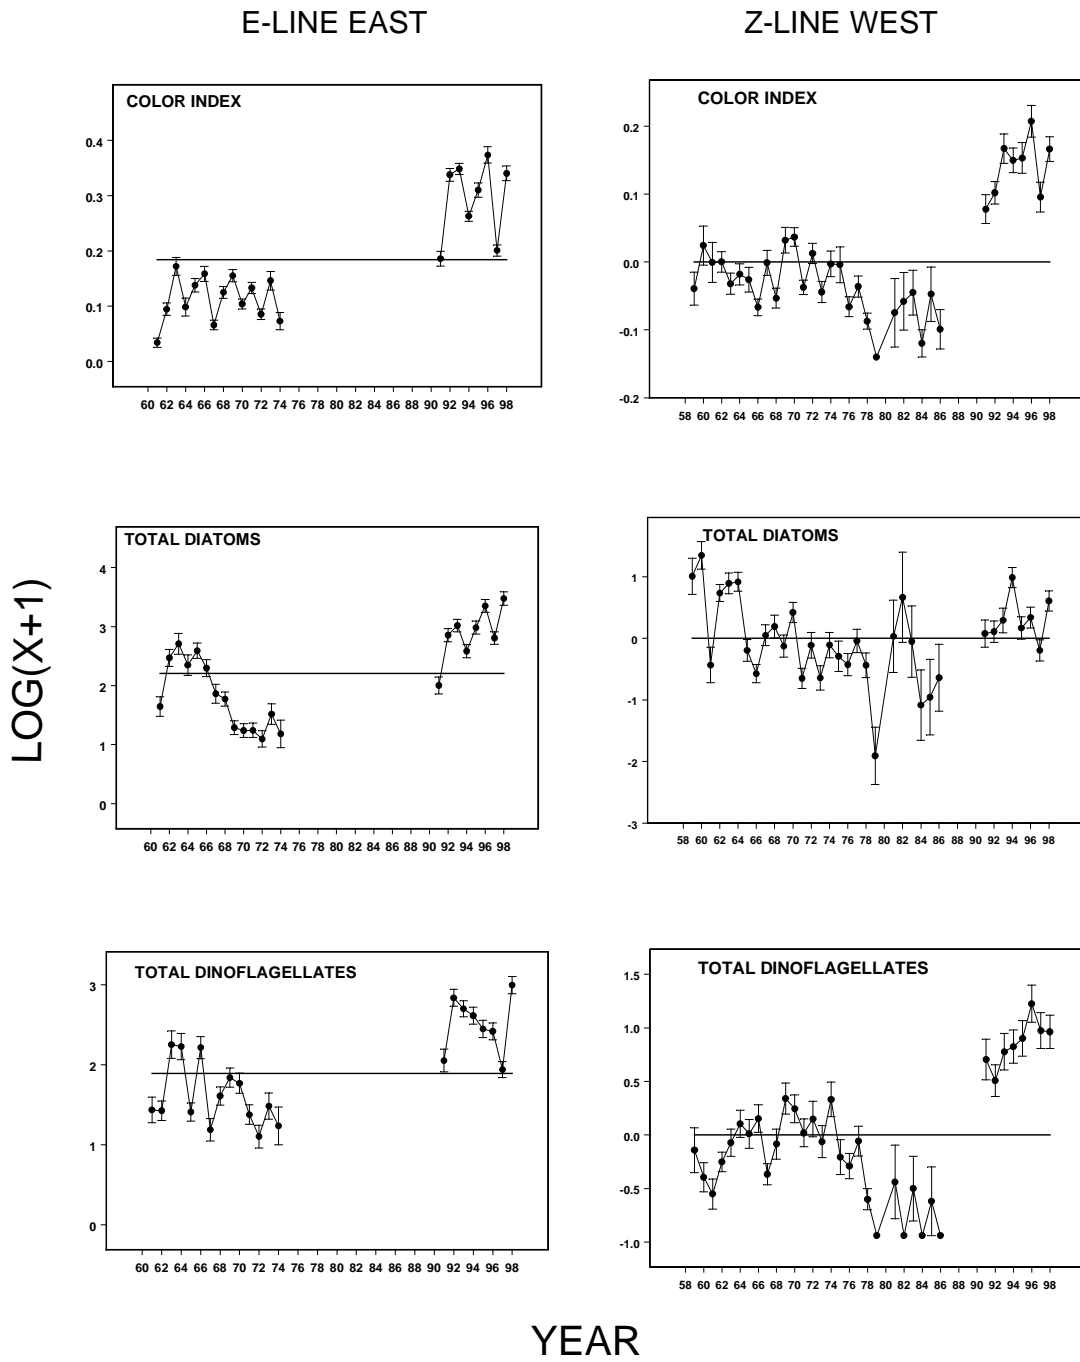 E-LINE EAST
Z-LINE WEST
COLOR INDEX
0.4
0.3
0.2
0.1
0.0
60 62 64 66 68 70 72 74 76 78 80 82 84 86 88 90 92 94 96 98
COLOR INDEX
0.2
0.1
0.0
-0.1
-0.2
58 60 62 64 66 68 70 72 74 76 78 80 82 84 86 88 90 92 94 96 98
LOG(X+1)
TOTAL DIATOMS
4
3
2
1
0
60 62 64 66 68 70 72 74 76 78 80 82 84 86 88 90 92 94 96 98
TOTAL DIATOMS
1
0
-1
-2
-3
58 60 62 64 66 68 70 72 74 76 78 80 82 84 86 88 90 92 94 96 98
TOTAL DINOFLAGELLATES
3
2
1
0
60 62 64 66 68 70 72 74 76 78 80 82 84 86 88 90 92 94 96 98
TOTAL DINOFLAGELLATES
1.5
1.0
0.5
0.0
-0.5
-1.0
58 60 62 64 66 68 70 72 74 76 78 80 82 84 86 88 90 92 94 96 98
YEAR